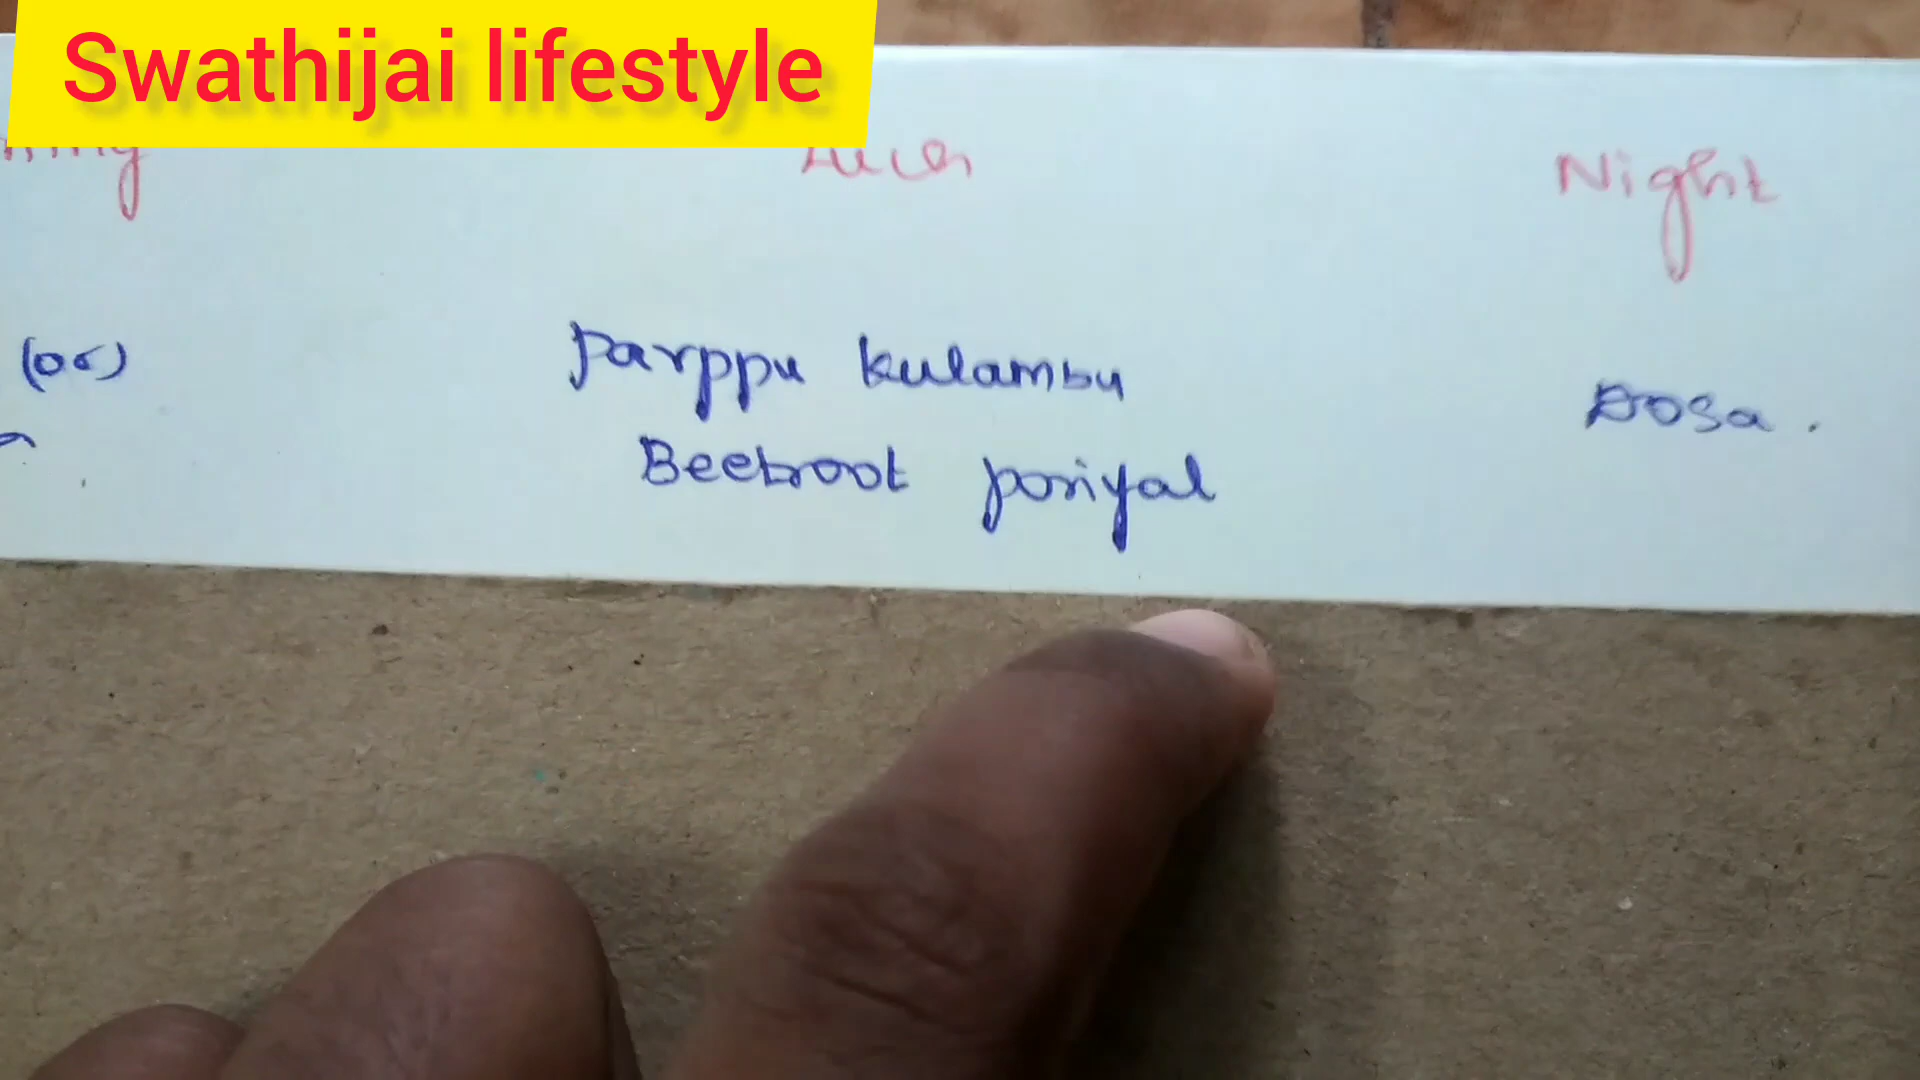 Swathijai lifestyle
Night
(or)
Parppu kulambu
Dosa.
Beetroot poriyal